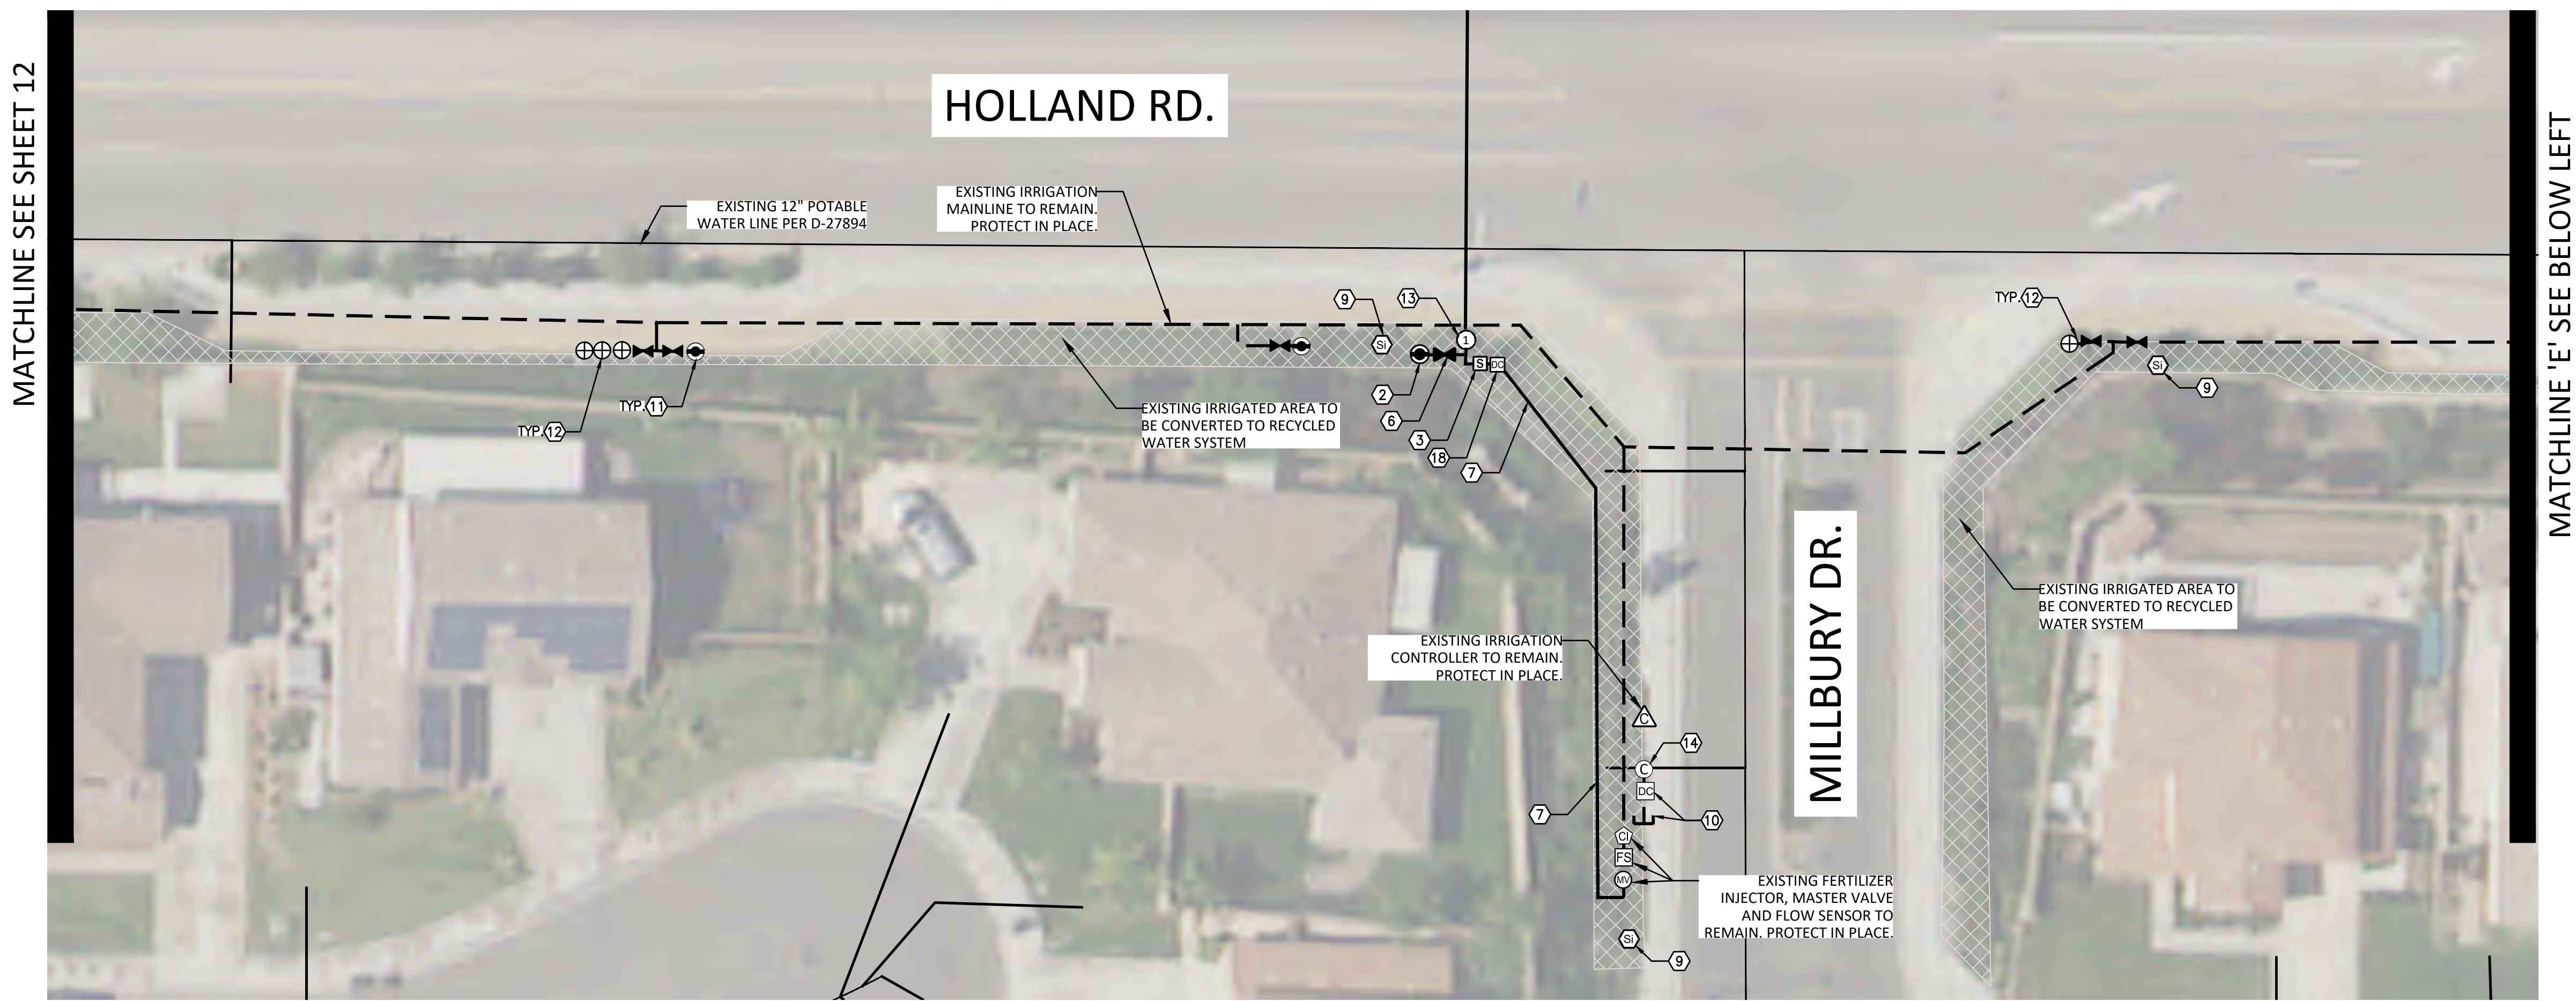 MATCHLINE SEE SHEET 12
HOLLAND RD.
EXISTING 12" POTABLE
WATER LINE PER D-27894
EXISTING IRRIGATION
MAINLINE TO REMAIN.
PROTECT IN PLACE.
9
13
Si
1
S
DC
2
6
3
18
7
TYP. 11
TYP. 12
EXISTING IRRIGATED AREA TO
BE CONVERTED TO RECYCLED
WATER SYSTEM
TYP. 12
Si
9
MATCHLINE 'E' SEE BELOW LEFT
MILLBURY DR.
EXISTING IRRIGATED AREA TO
BE CONVERTED TO RECYCLED
WATER SYSTEM
EXISTING IRRIGATION
CONTROLLER TO REMAIN.
PROTECT IN PLACE.
C
14
C
DC
10
7
CI
FS
MV
EXISTING FERTILIZER
INJECTOR, MASTER VALVE
AND FLOW SENSOR TO
REMAIN. PROTECT IN PLACE.
Si
9